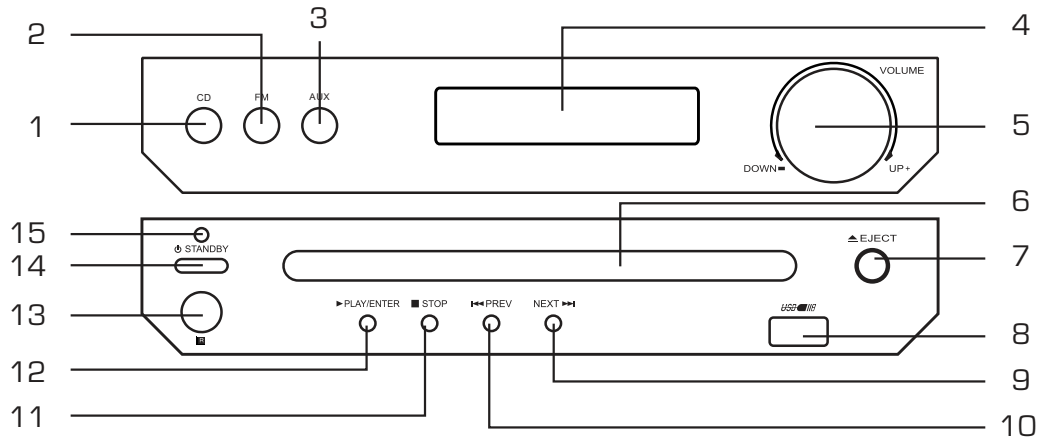 3
2
4
VOLUME
CD
FM
AUX
1
5
DOWN-
UP+
6
15
⏻ STANDBY
▲EJECT
14
7
▶PLAY/ENTER
■ STOP
I◀◀PREV
NEXT ▶▶I
USB
13
8
12
9
11
10